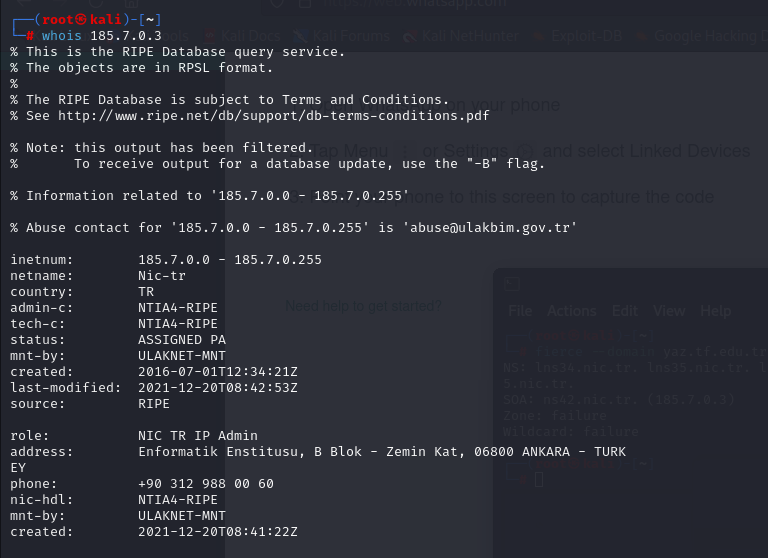 whatsapp.com
Kali Docs Kali Forums Kali NetHunter Exploit-DB Google Hacking D
┌──(root㉿kali)-[~]
└─# whois 185.7.0.3
% This is the RIPE Database query service.
% The objects are in RPSL format.
%
% The RIPE Database is subject to Terms and Conditions.
% See http://www.ripe.net/db/support/db-terms-conditions.pdf
on your phone
% Note: this output has been filtered.
%       To receive output for a database update, use the "-B" flag.
Tap Menu or Settings and select Linked Devices
% Information related to '185.7.0.0 - 185.7.0.255'
phone to this screen to capture the code
% Abuse contact for '185.7.0.0 - 185.7.0.255' is 'abuse@ulakbim.gov.tr'
inetnum:        185.7.0.0 - 185.7.0.255
netname:        Nic-tr
country:        TR
admin-c:        NTIA4-RIPE
tech-c:         NTIA4-RIPE
status:         ASSIGNED PA
mnt-by:         ULAKNET-MNT
created:        2016-07-01T12:34:21Z
last-modified:  2021-12-20T08:42:53Z
source:         RIPE
Need help to get started?
File Actions Edit View Help
--domain yaz.tf.edu.tr
NS: lns34.nic.tr. lns35.nic.tr.
5.nic.tr.
SOA: ns42.nic.tr. (185.7.0.3)
Zone: failure
Wildcard: failure
role:           NIC TR IP Admin
address:        Enformatik Enstitusu, B Blok - Zemin Kat, 06800 ANKARA - TURK
EY
phone:          +90 312 988 00 60
nic-hdl:        NTIA4-RIPE
mnt-by:         ULAKNET-MNT
created:        2021-12-20T08:41:22Z